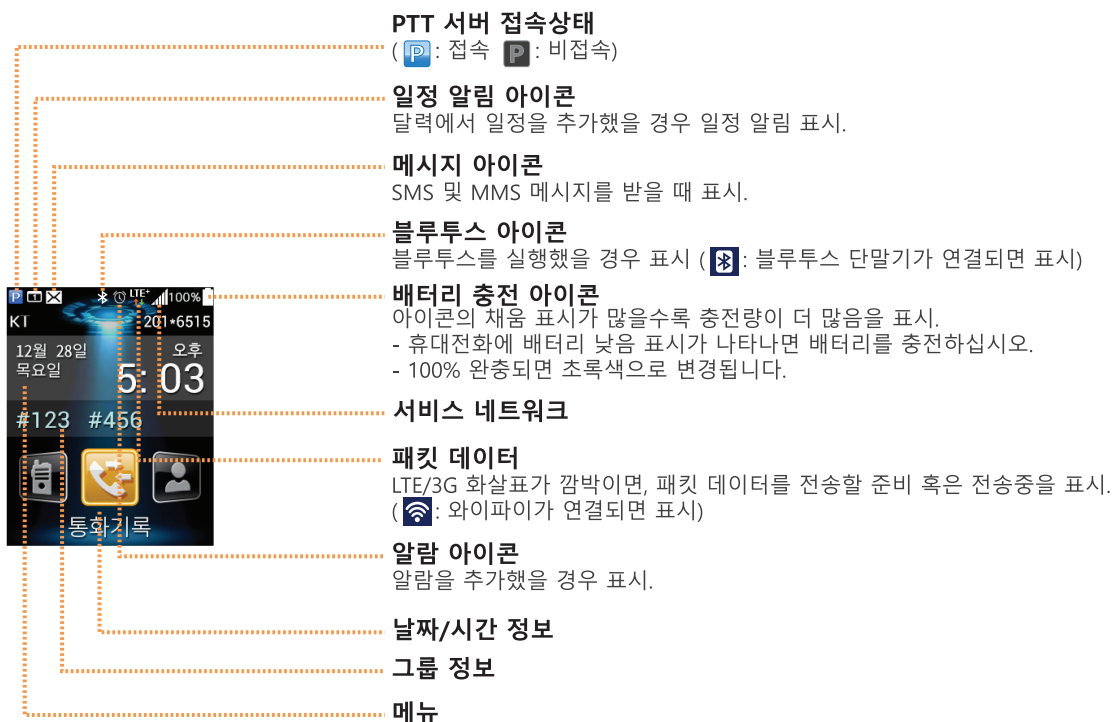 PTT 서버 접속상태
( P : 접속 P : 비접속)
일정 알림 아이콘
달력에서 일정을 추가했을 경우 일정 알림 표시.
메시지 아이콘
SMS 및 MMS 메시지를 받을 때 표시.
블루투스 아이콘
블루투스를 실행했을 경우 표시 ( : 블루투스 단말기가 연결되면 표시)
배터리 충전 아이콘
아이콘의 채움 표시가 많을수록 충전량이 더 많음을 표시.
- 휴대전화에 배터리 낮음 표시가 나타나면 배터리를 충전하십시오.
- 100% 완충되면 초록색으로 변경됩니다.
서비스 네트워크
패킷 데이터
LTE/3G 화살표가 깜박이면, 패킷 데이터를 전송할 준비 혹은 전송중을 표시.
( : 와이파이가 연결되면 표시)
알람 아이콘
알람을 추가했을 경우 표시.
날짜/시간 정보
그룹 정보
메뉴
P 1 LTE+ 100%
KT 201*6515
12월 28일 오후
목요일 5: 03
#123 #456
통화기록